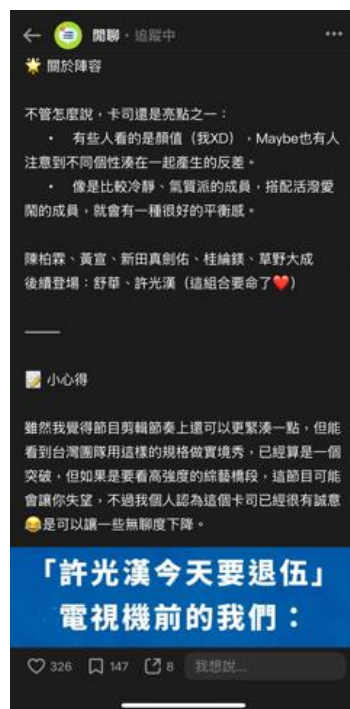 閒聊・追蹤中
🌟 關於陣容
不管怎麼說，卡司還是亮點之一：
• 有些人看的是顏值（我XD），Maybe也有人
注意到不同個性湊在一起產生的反差。
• 像是比較冷靜、氣質派的成員，搭配活潑愛
鬧的成員，就會有一種很好的平衡感。
陳柏霖、黃宣、新田真劍佑、桂綸鎂、草野大成
後續登場：舒華、許光漢（這組合要命了❤️）
📝 小心得
雖然我覺得節目剪輯節奏上還可以更緊湊一點，但能
看到台灣團隊用這樣的規格做實境秀，已經算是一個
突破，但如果是要看高強度的綜藝橋段，這節目可能
會讓你失望，不過我個人認為這個卡司已經很有誠意
😂是可以讓一些無聊度下降。
「許光漢今天要退伍」
電視機前的我們：
326 147 8 我想說...